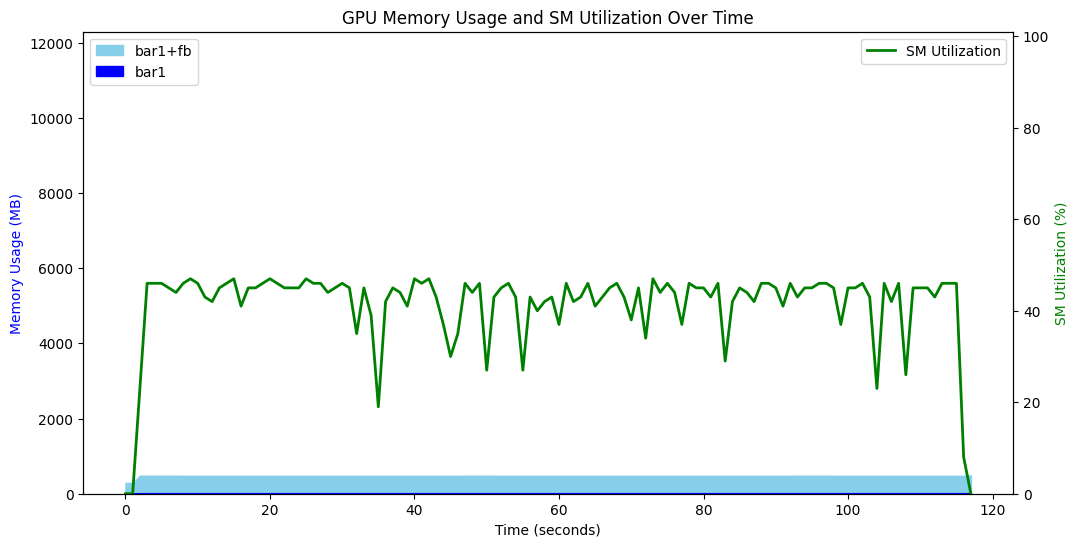 GPU Memory Usage and SM Utilization Over Time
bar1+fb
bar1
SM Utilization
12000
10000
8000
6000
4000
2000
0
100
80
60
40
20
0
Memory Usage (MB)
SM Utilization (%)
0
20
40
60
80
100
120
Time (seconds)